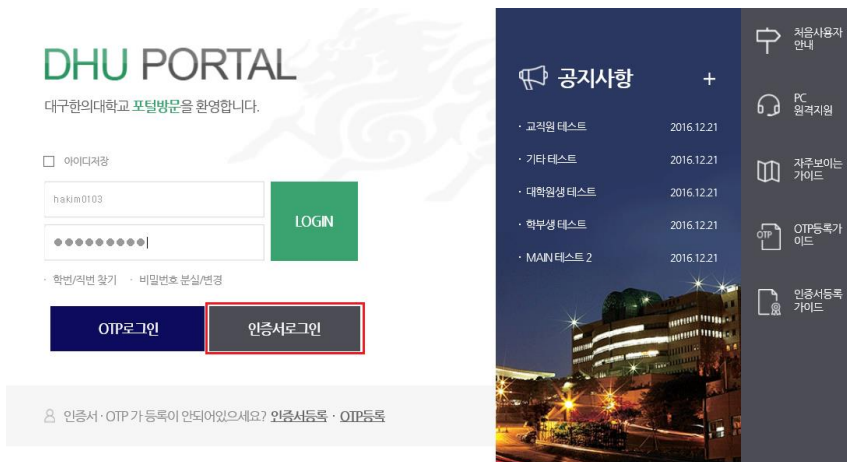 DHU PORTAL
대구한의대학교 포털방문을 환영합니다.
아이디저장
hakim0103
LOGIN
· 학번/직번 찾기 · 비밀번호 분실/변경
OTP로그인
인증서로그인
인증서 · OTP 가 등록이 안되어있으세요? 인증서등록 · OTP등록
공지사항 +
· 교직원 테스트 2016.12.21
· 기타 테스트 2016.12.21
· 대학원생 테스트 2016.12.21
· 학부생 테스트 2016.12.21
· MAIN 테스트 2 2016.12.21
처음사용자
안내
PC
원격지원
자주보이는
가이드
OTP
OTP등록가
이드
인증서등록
가이드